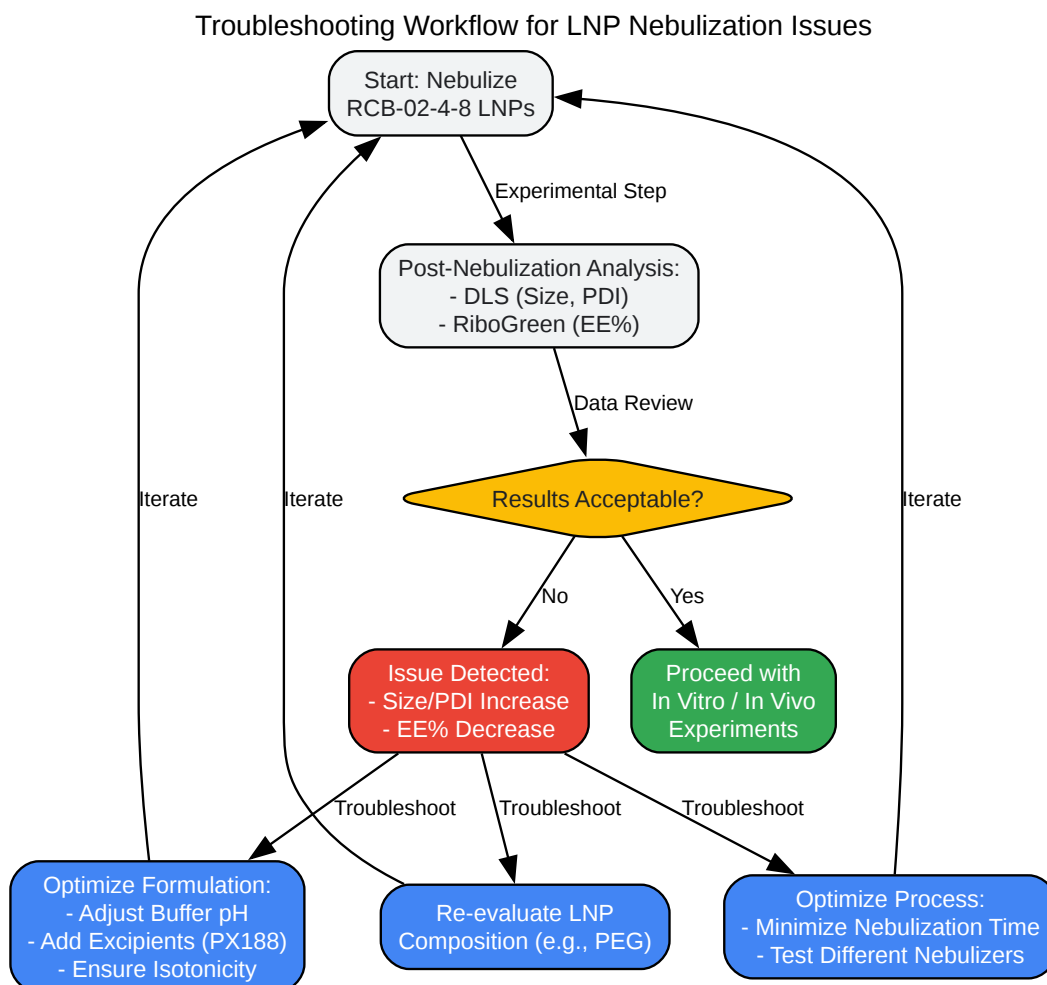 Troubleshooting Workflow for LNP Nebulization Issues
Start: Nebulize
RCB-02-4-8 LNPs
Experimental Step
Post-Nebulization Analysis:
- DLS (Size, PDI)
- RiboGreen (EE%)
Data Review
Iterate
Iterate
Results Acceptable?
Iterate
No
Yes
Issue Detected:
- Size/PDI Increase
- EE% Decrease
Proceed with
In Vitro / In Vivo
Experiments
Troubleshoot
Troubleshoot
Troubleshoot
Optimize Formulation:
- Adjust Buffer pH
- Add Excipients (PX188)
- Ensure Isotonicity
Re-evaluate LNP
Composition (e.g., PEG)
Optimize Process:
- Minimize Nebulization Time
- Test Different Nebulizers